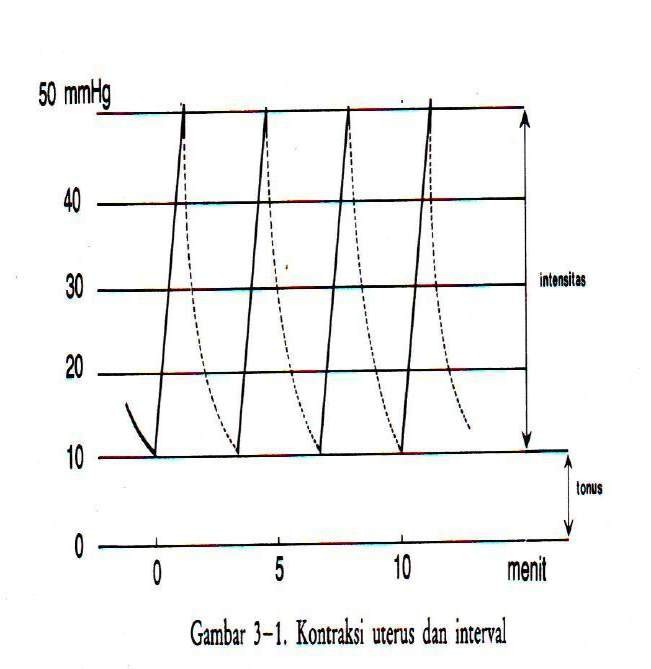 50 mmHg
40
30
intensitas
20
10
tonus
0
0 5 10 menit
Gambar 3-1. Kontraksi uterus dan interval